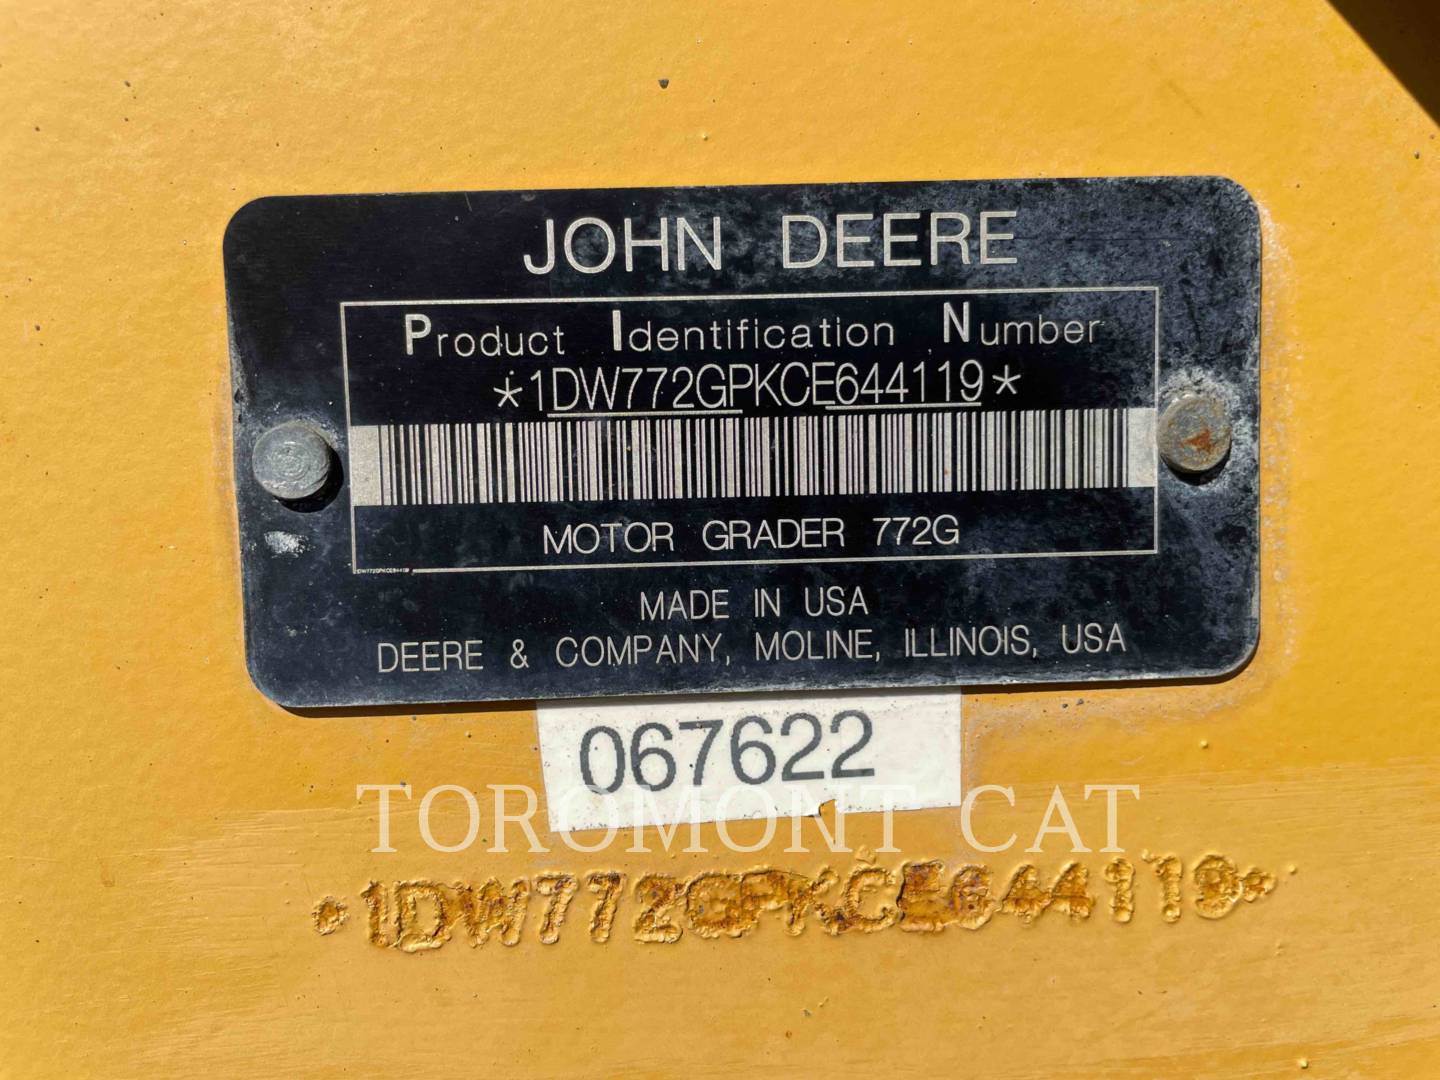 JOHN DEERE
Product Identification Number
*1DW772GPKCE644119*
MOTOR GRADER 772G
1DW772GPKCE644119
MADE IN USA
DEERE & COMPANY, MOLINE, ILLINOIS, USA
067622
TOROMONT CAT
*1DW772GPKCE644119*